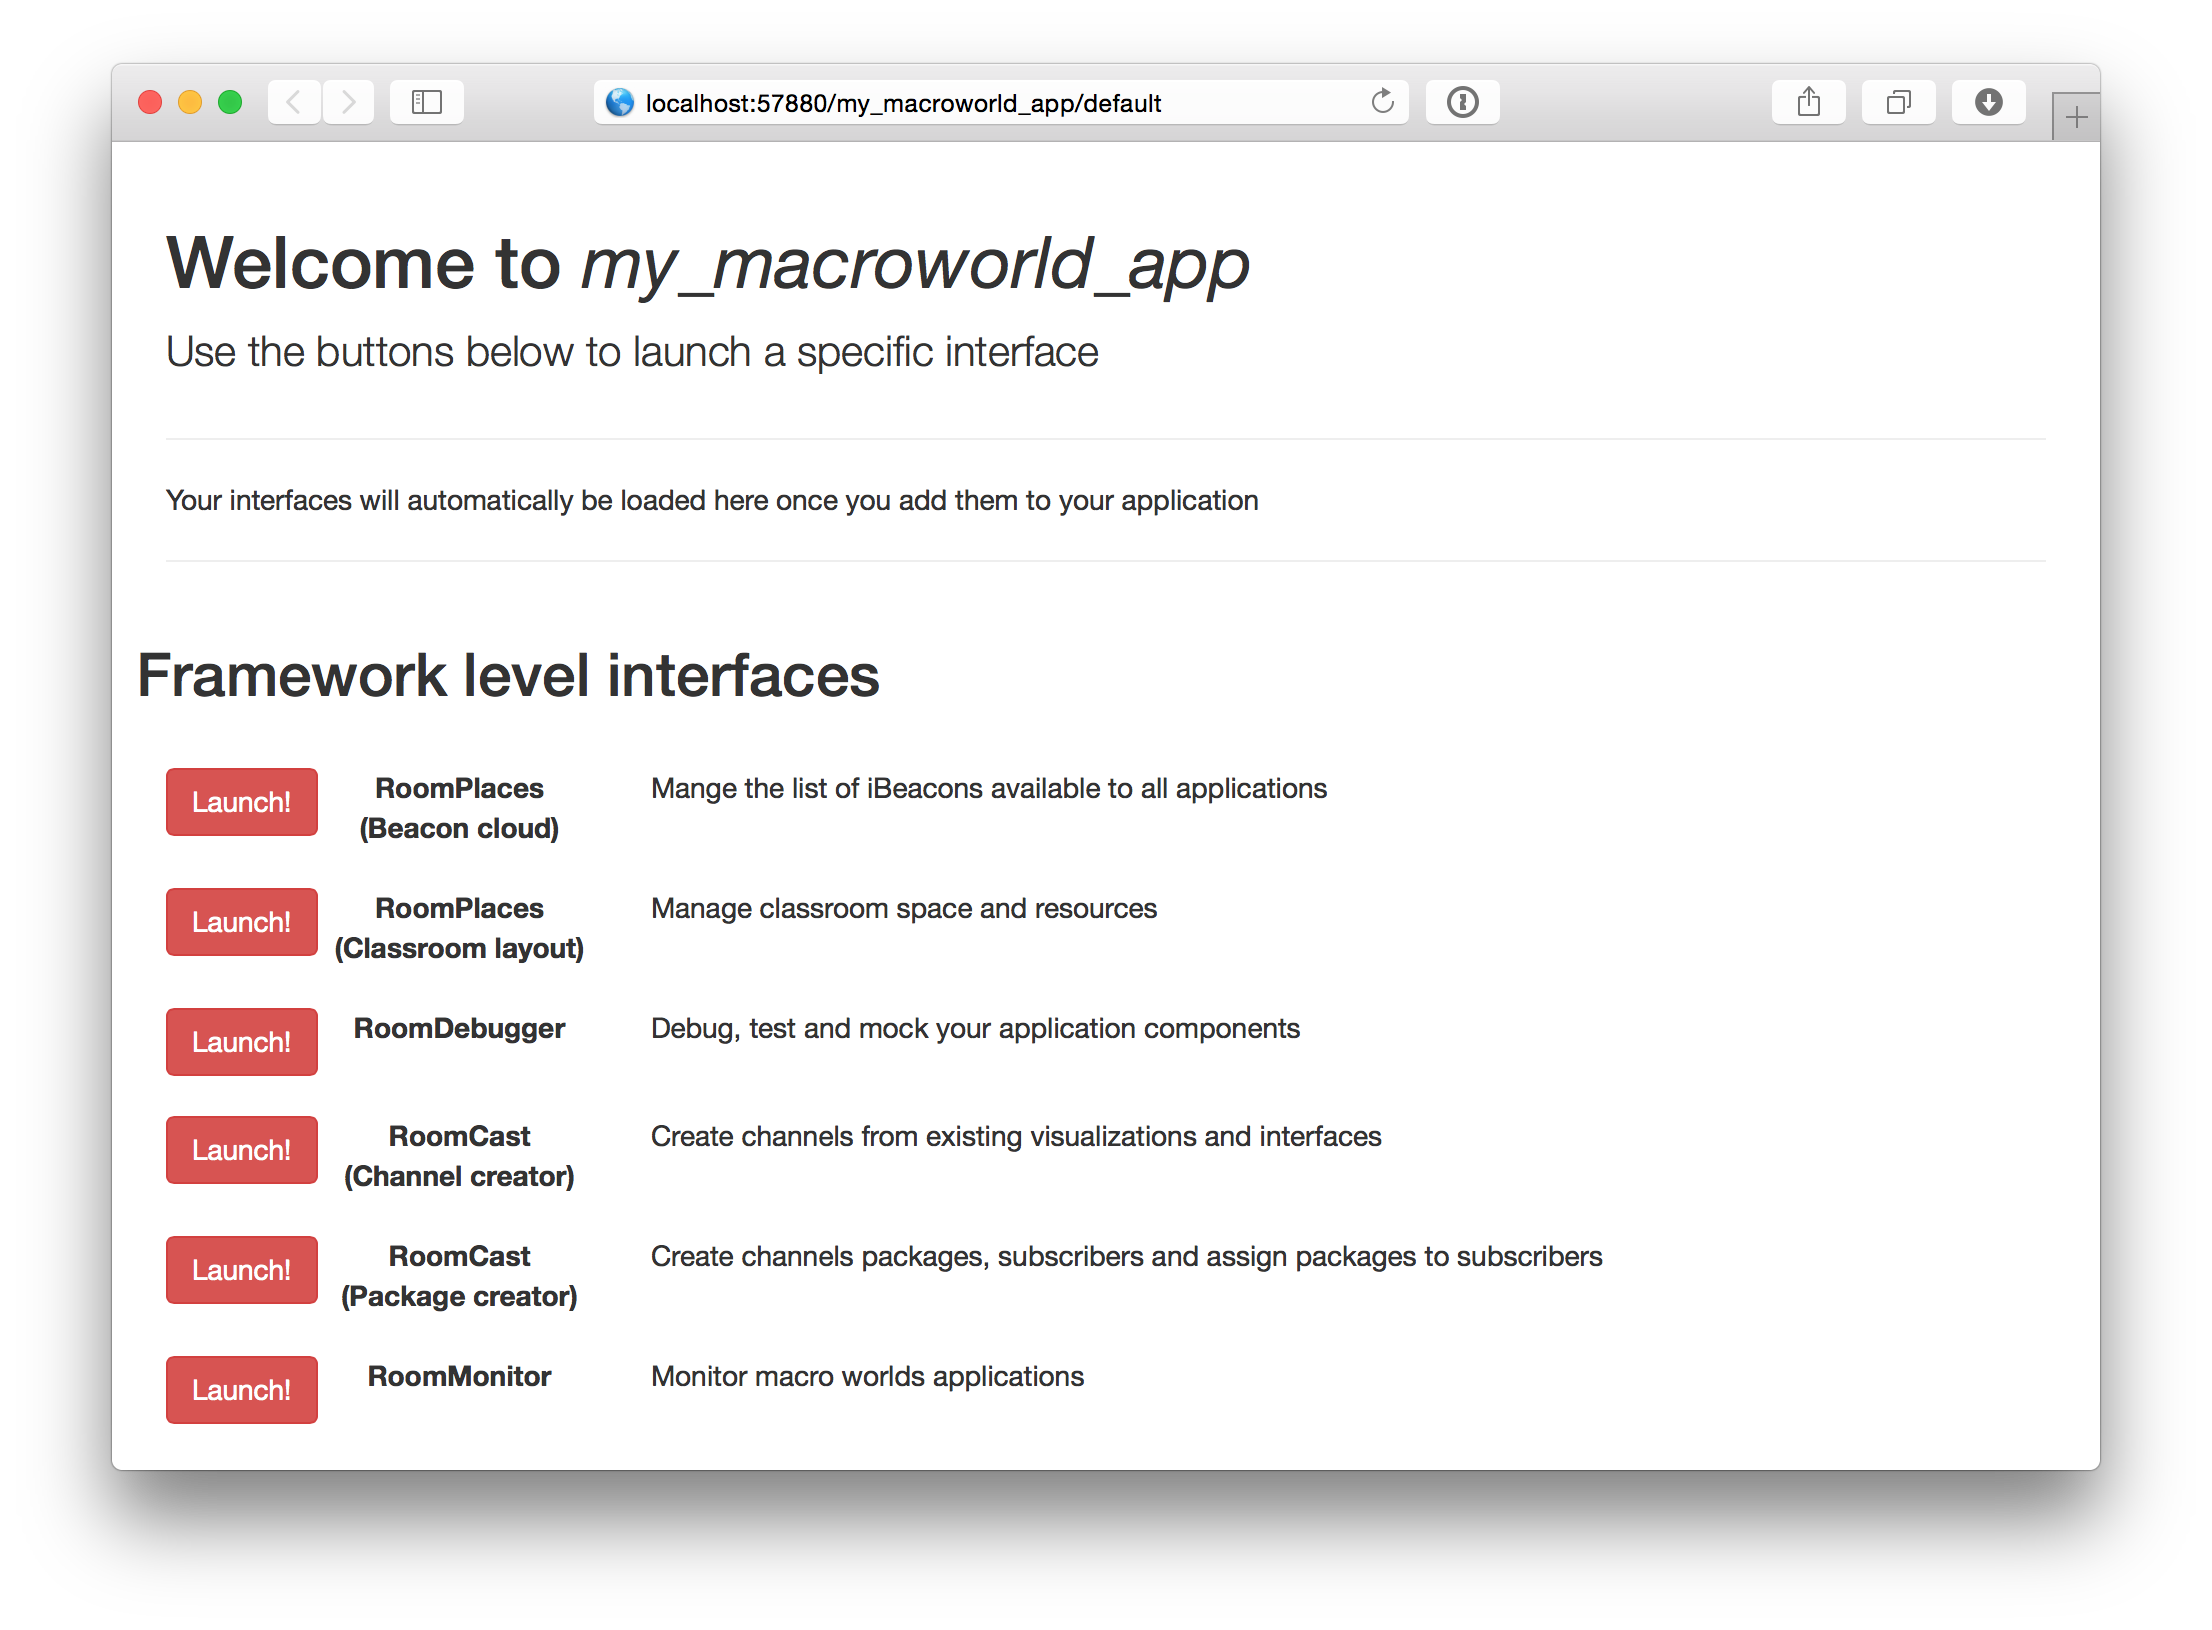 localhost:57880/my_macroworld_app/default
Welcome to my_macroworld_app
Use the buttons below to launch a specific interface
Your interfaces will automatically be loaded here once you add them to your application
Framework level interfaces
Launch! RoomPlaces Mange the list of iBeacons available to all applications
(Beacon cloud)
Launch! RoomPlaces Manage classroom space and resources
(Classroom layout)
Launch! RoomDebugger Debug, test and mock your application components
Launch! RoomCast Create channels from existing visualizations and interfaces
(Channel creator)
Launch! RoomCast Create channels packages, subscribers and assign packages to subscribers
(Package creator)
Launch! RoomMonitor Monitor macro worlds applications